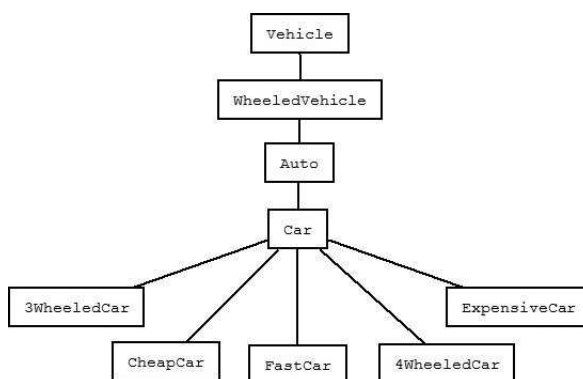 Vehicle
WheeledVehicle
Auto
Car
3WheeledCar
ExpensiveCar
CheapCar
FastCar
4WheeledCar